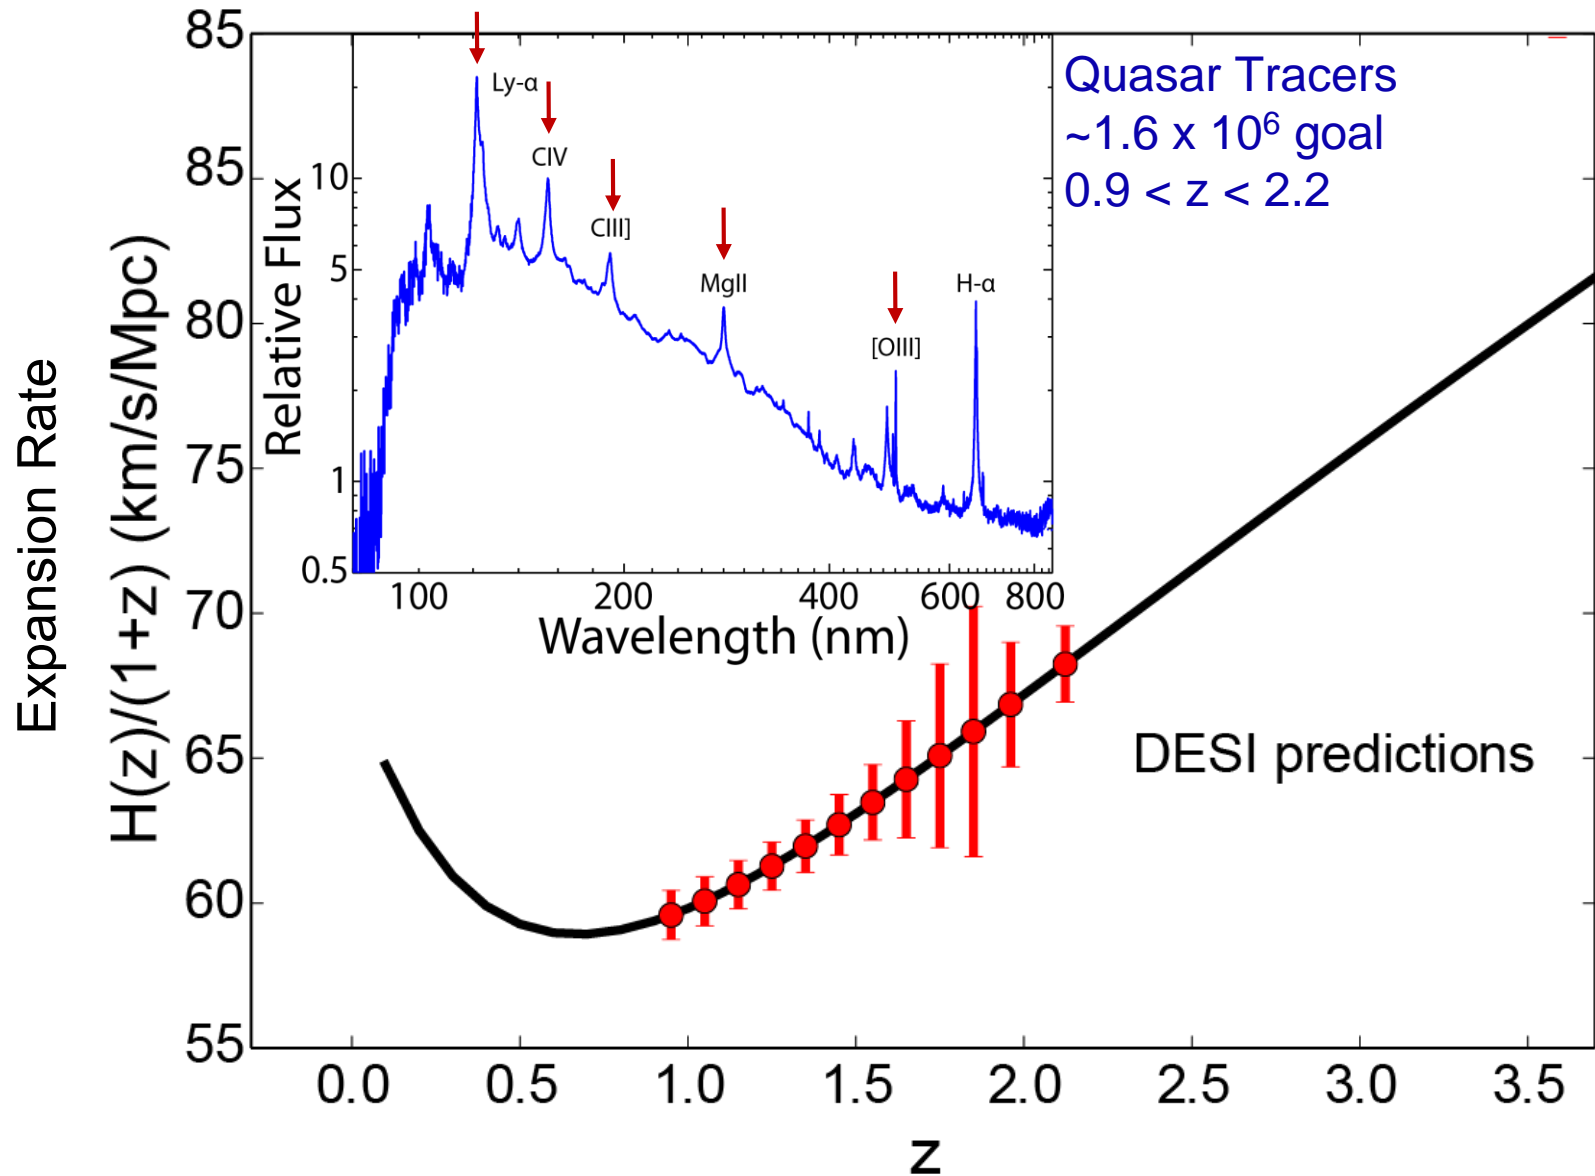 85
85
80
75
70
65
60
55
Expansion Rate
H(z)/(1+z) (km/s/Mpc)
Quasar Tracers
~1.6 x 10⁶ goal
0.9 < z < 2.2
Ly-α
CIV
CIII]
MgII
[OIII]
H-α
Relative Flux
10
5
1
0.5
100 200 400 600 800
Wavelength (nm)
DESI predictions
0.0 0.5 1.0 1.5 2.0 2.5 3.0 3.5
z